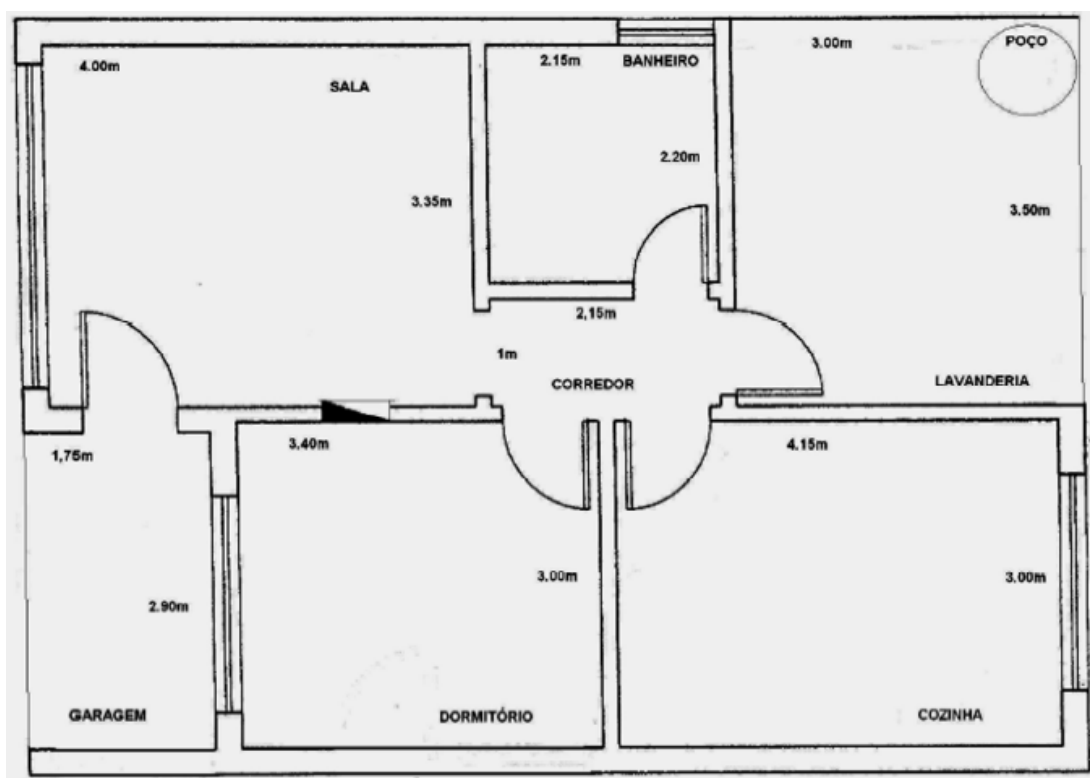 4.00m
SALA
3.35m
2.15m
BANHEIRO
2.20m
3.00m
POÇO
3.50m
LAVANDERIA
2,15m
1m
CORREDOR
1,75m
2.90m
GARAGEM
3.40m
3.00m
DORMITÓRIO
4.15m
3.00m
COZINHA